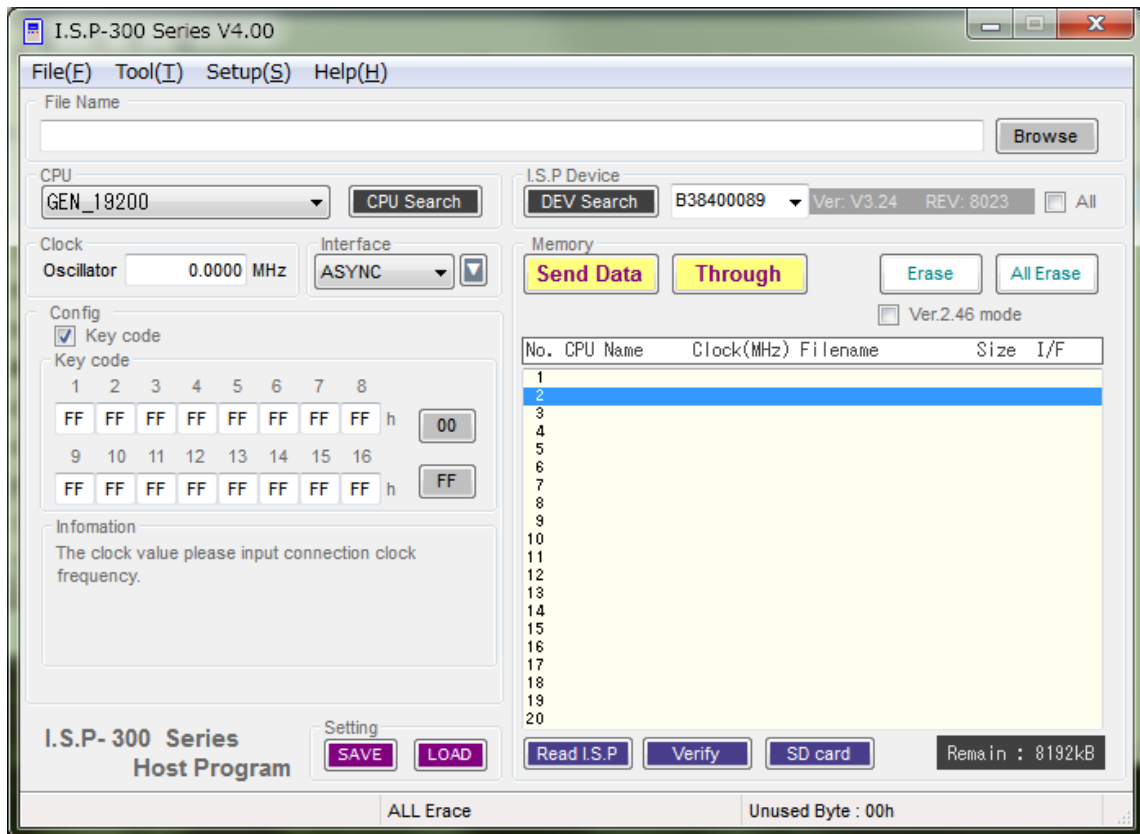 I.S.P-300 Series V4.00
File(F) Tool(T) Setup(S) Help(H)
File Name
Browse
CPU
GEN_19200 CPU Search
I.S.P Device
DEV Search B38400089 Ver: V3.24 REV: 8023 All
Clock
Oscillator 0.0000 MHz
Interface
ASYNC
Memory
Send Data Through Erase All Erase
Ver.2.46 mode
Config
Key code
Key code
1 2 3 4 5 6 7 8
FF FF FF FF FF FF FF FF h 00
9 10 11 12 13 14 15 16
FF FF FF FF FF FF FF FF h FF
Infomation
The clock value please input connection clock
frequency.
No. CPU Name Clock(MHz) Filename Size I/F
1
2
3
4
5
6
7
8
9
10
11
12
13
14
15
16
17
18
19
20
I.S.P- 300 Series
Host Program
Setting
SAVE LOAD
Read I.S.P Verify SD card Remain : 8192kB
ALL Erace Unused Byte : 00h